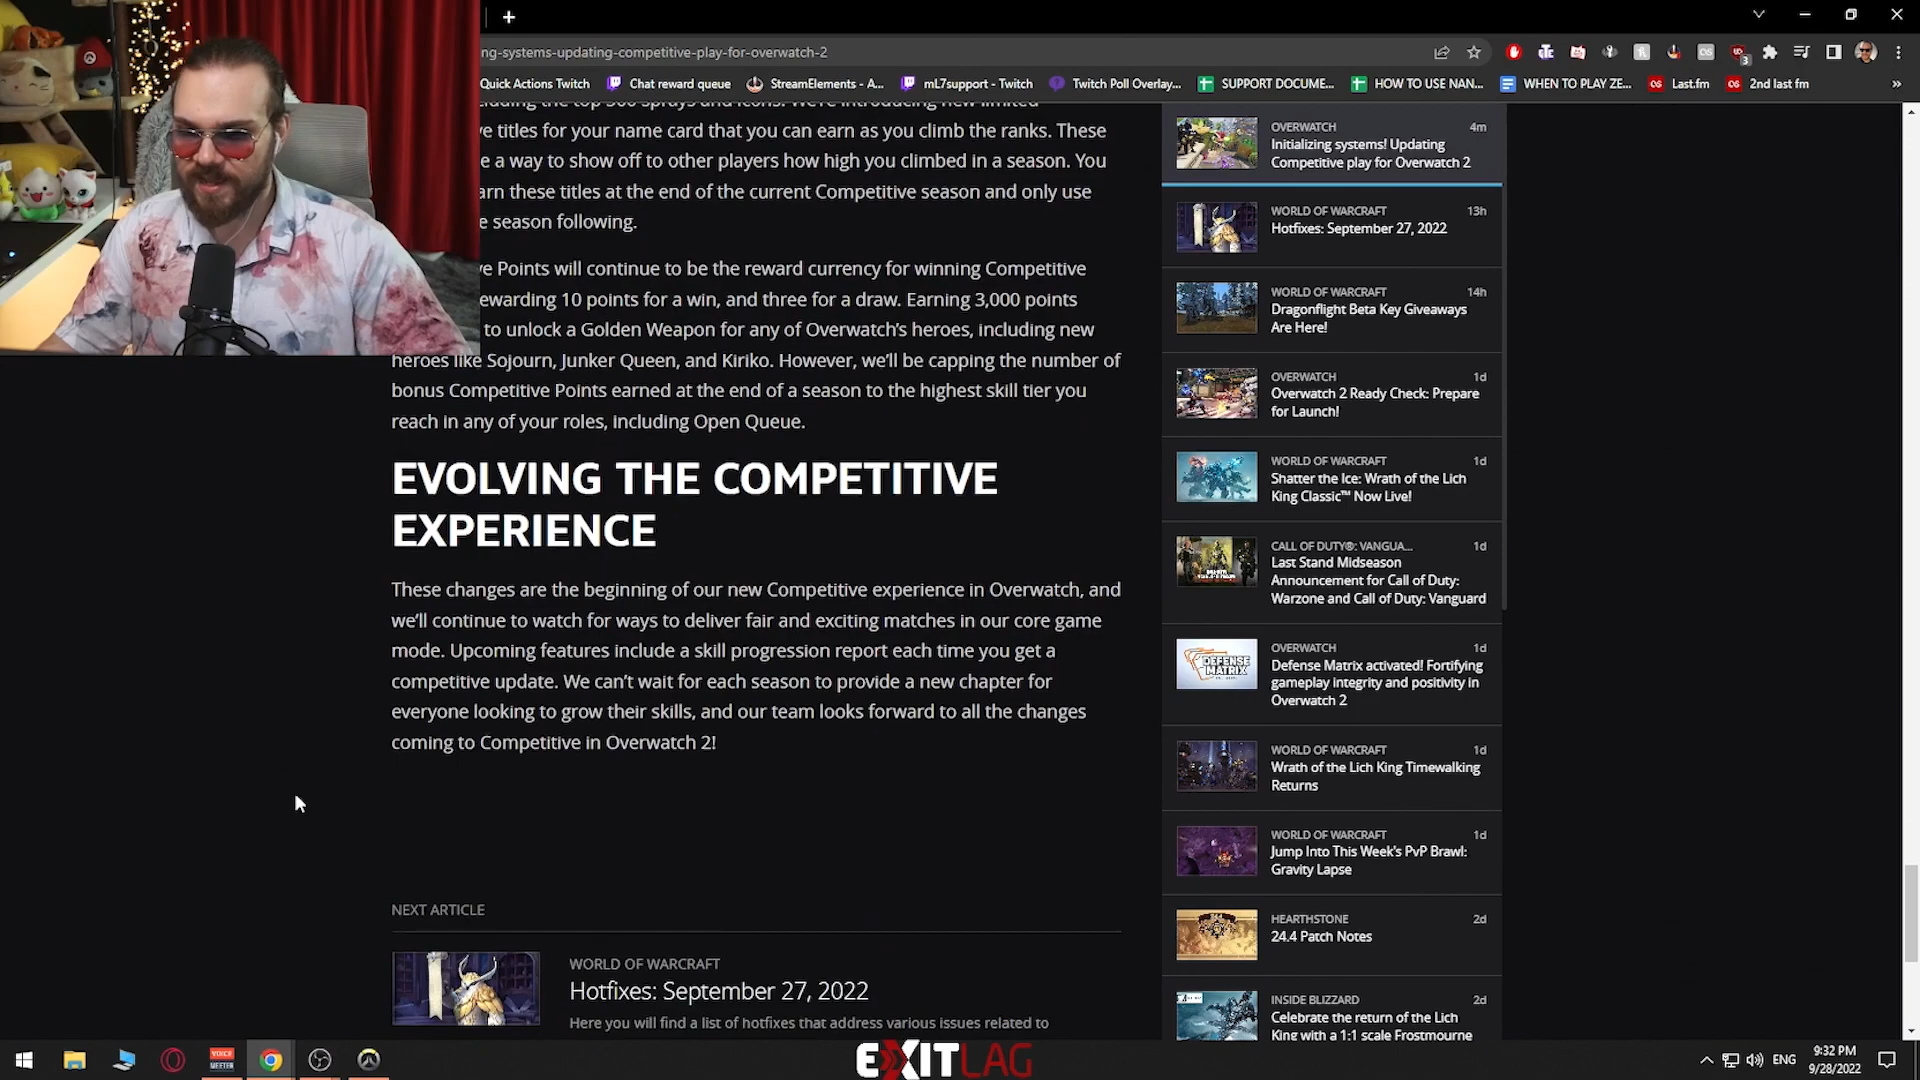 ng-systems-updating-competitive-play-for-overwatch-2
Quick Actions Twitch
Chat reward queue
StreamElements - A...
mL7support - Twitch
Twitch Poll Overlay...
SUPPORT DOCUME...
HOW TO USE NAN...
WHEN TO PLAY ZE...
Last.fm
2nd last fm
»
luding the top 500 sprays and icons. We're introducing new limited
ve titles for your name card that you can earn as you climb the ranks. These
e a way to show off to other players how high you climbed in a season. You
arn these titles at the end of the current Competitive season and only use
e season following.
ve Points will continue to be the reward currency for winning Competitive
ewarding 10 points for a win, and three for a draw. Earning 3,000 points
to unlock a Golden Weapon for any of Overwatch's heroes, including new
heroes like Sojourn, Junker Queen, and Kiriko. However, we'll be capping the number of
bonus Competitive Points earned at the end of a season to the highest skill tier you
reach in any of your roles, including Open Queue.
EVOLVING THE COMPETITIVE
EXPERIENCE
These changes are the beginning of our new Competitive experience in Overwatch, and
we'll continue to watch for ways to deliver fair and exciting matches in our core game
mode. Upcoming features include a skill progression report each time you get a
competitive update. We can't wait for each season to provide a new chapter for
everyone looking to grow their skills, and our team looks forward to all the changes
coming to Competitive in Overwatch 2!
NEXT ARTICLE
WORLD OF WARCRAFT
Hotfixes: September 27, 2022
Here you will find a list of hotfixes that address various issues related to
OVERWATCH 4m
Initializing systems! Updating
Competitive play for Overwatch 2
WORLD OF WARCRAFT 13h
Hotfixes: September 27, 2022
WORLD OF WARCRAFT 14h
Dragonflight Beta Key Giveaways
Are Here!
OVERWATCH 1d
Overwatch 2 Ready Check: Prepare
for Launch!
WORLD OF WARCRAFT 1d
Shatter the Ice: Wrath of the Lich
King Classic™ Now Live!
CALL OF DUTY®: VANGUA... 1d
Last Stand Midseason
Announcement for Call of Duty:
Warzone and Call of Duty: Vanguard
DEFENSE
MATRIX
OVERWATCH 1d
Defense Matrix activated! Fortifying
gameplay integrity and positivity in
Overwatch 2
WORLD OF WARCRAFT 1d
Wrath of the Lich King Timewalking
Returns
WORLD OF WARCRAFT 1d
Jump Into This Week's PvP Brawl:
Gravity Lapse
HEARTHSTONE 2d
24.4 Patch Notes
INSIDE BLIZZARD 2d
Celebrate the return of the Lich
King with a 1:1 scale Frostmourne
VOICE
MEETER
EXITLAG
ENG
9:32 PM
9/28/2022